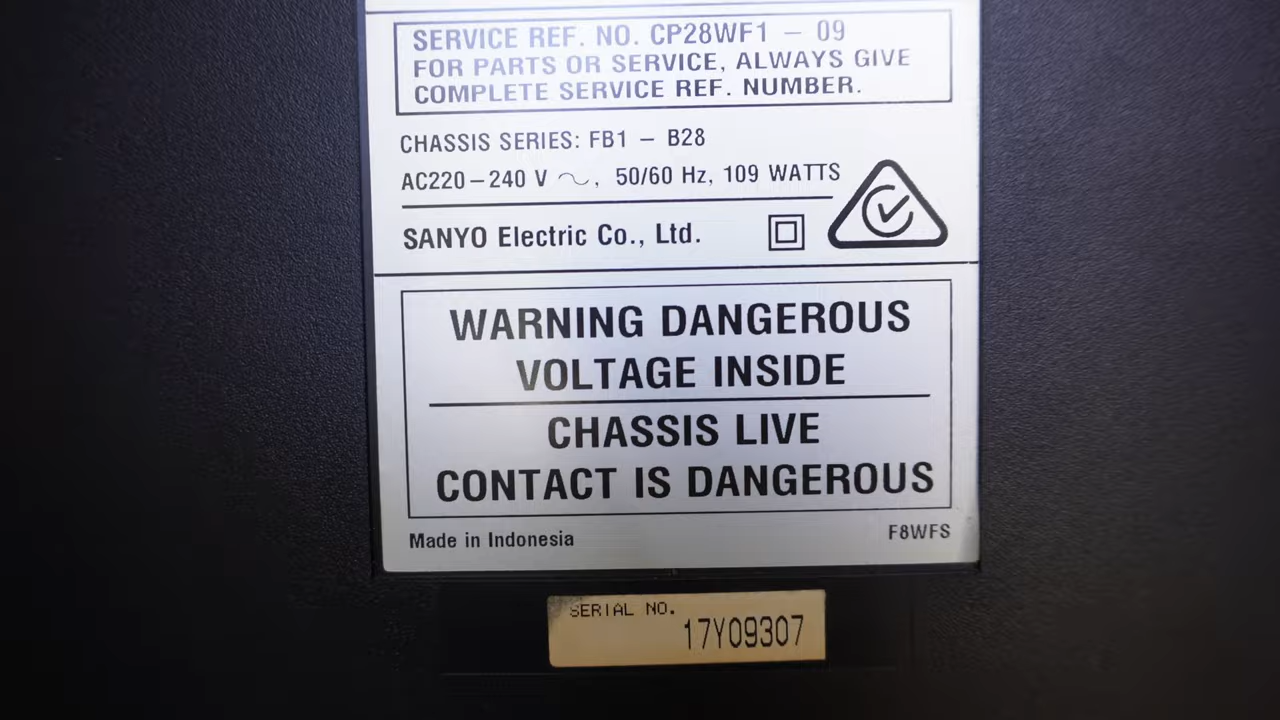 SERVICE REF. NO. CP28WF1 – 09
FOR PARTS OR SERVICE, ALWAYS GIVE
COMPLETE SERVICE REF. NUMBER.
CHASSIS SERIES: FB1 – B28
AC220–240 V ～, 50/60 Hz, 109 WATTS
SANYO Electric Co., Ltd.
WARNING DANGEROUS
VOLTAGE INSIDE
CHASSIS LIVE
CONTACT IS DANGEROUS
Made in Indonesia
F8WFS
SERIAL NO.
17Y09307